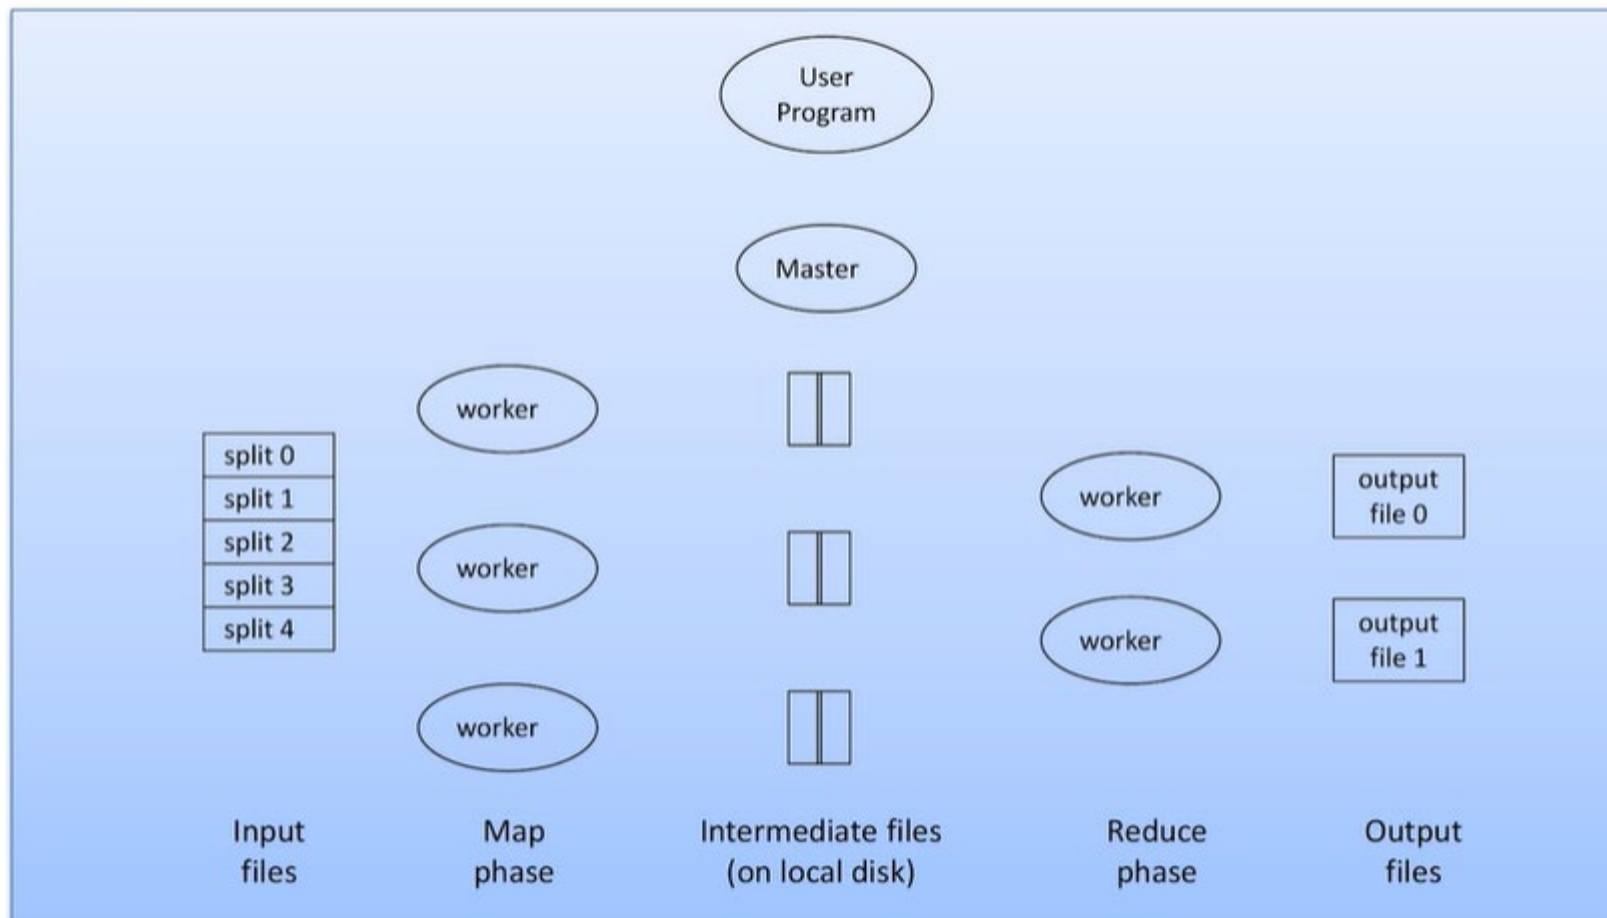 User
Program
Master
worker
split 0
split 1
split 2
split 3
split 4
worker
worker
worker
worker
output
file 0
output
file 1
Input
files
Map
phase
Intermediate files
(on local disk)
Reduce
phase
Output
files